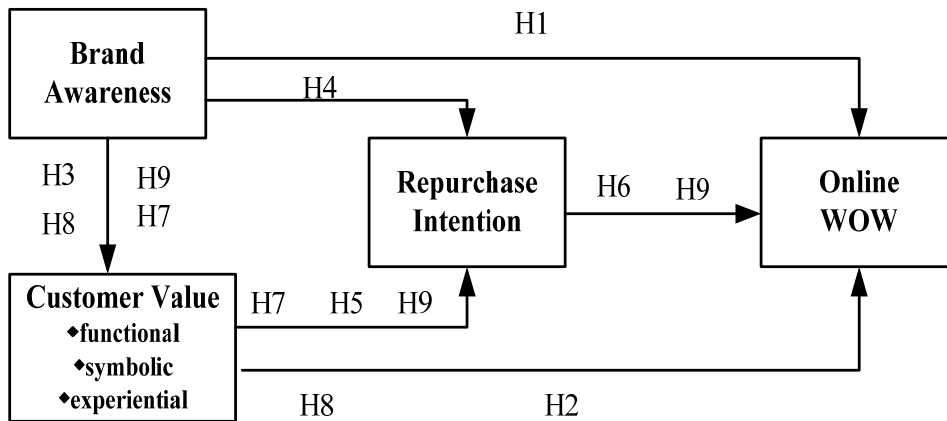 H1
Brand
Awareness
H4
H3 H9
H8 H7
Repurchase
Intention
H6 H9
Online
WOW
Customer Value
◆functional
◆symbolic
◆experiential
H7 H5 H9
H8 H2